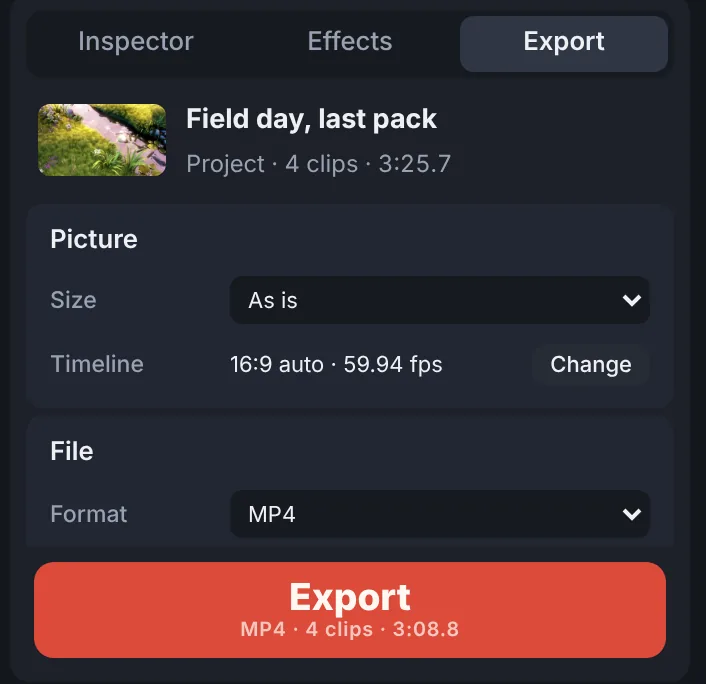 Inspector Effects Export
Field day, last pack
Project · 4 clips · 3:25.7
Picture
Size As is
Timeline 16:9 auto · 59.94 fps Change
File
Format MP4
Export
MP4 · 4 clips · 3:08.8